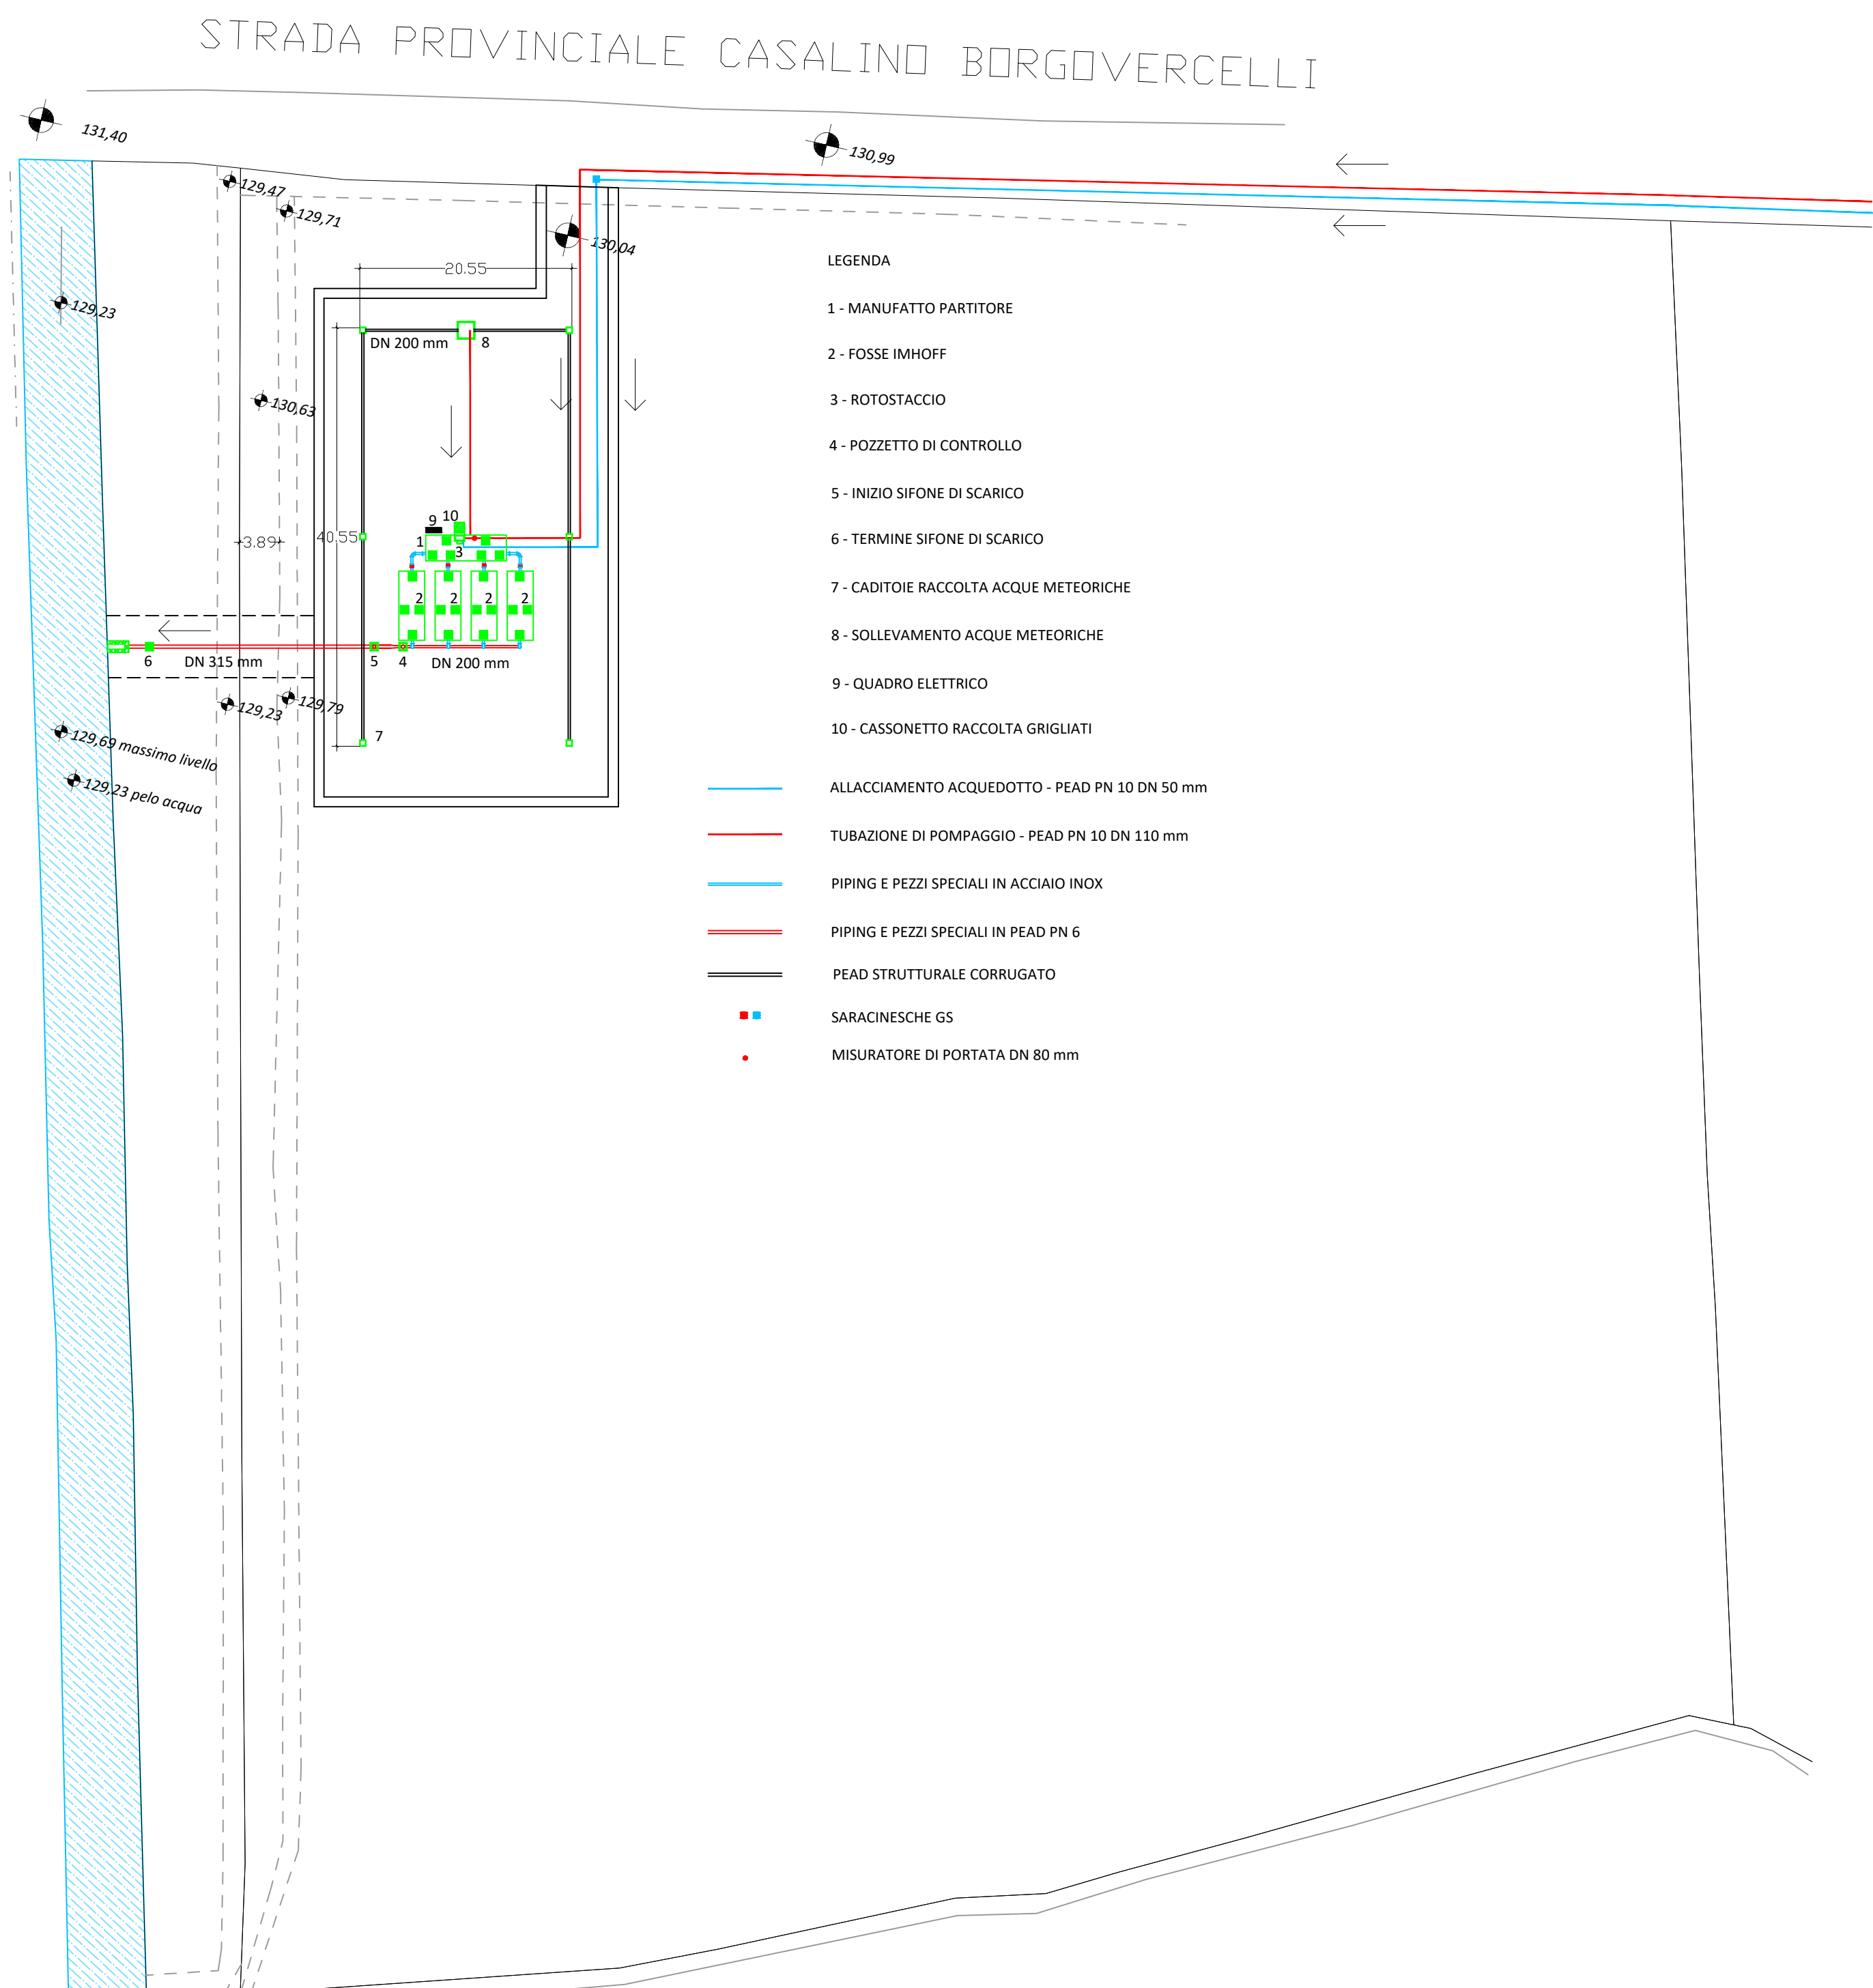 STRADA PROVINCIALE CASALINO BORGOVERCELLI
131,40
130,99
129,47
129,71
130,04
129,23
20.55
DN 200 mm
8
130,63
9
10
40.55
3.89
1
3
2
2
2
2
6
DN 315 mm
5
4
DN 200 mm
129,23
129,79
7
129,69 massimo livello
129,23 pelo acqua
LEGENDA
1 - MANUFATTO PARTITORE
2 - FOSSE IMHOFF
3 - ROTOSTACCIO
4 - POZZETTO DI CONTROLLO
5 - INIZIO SIFONE DI SCARICO
6 - TERMINE SIFONE DI SCARICO
7 - CADITOIE RACCOLTA ACQUE METEORICHE
8 - SOLLEVAMENTO ACQUE METEORICHE
9 - QUADRO ELETTRICO
10 - CASSONETTO RACCOLTA GRIGLIATI
ALLACCIAMENTO ACQUEDOTTO - PEAD PN 10 DN 50 mm
TUBAZIONE DI POMPAGGIO - PEAD PN 10 DN 110 mm
PIPING E PEZZI SPECIALI IN ACCIAIO INOX
PIPING E PEZZI SPECIALI IN PEAD PN 6
PEAD STRUTTURALE CORRUGATO
SARACINESCHE GS
MISURATORE DI PORTATA DN 80 mm